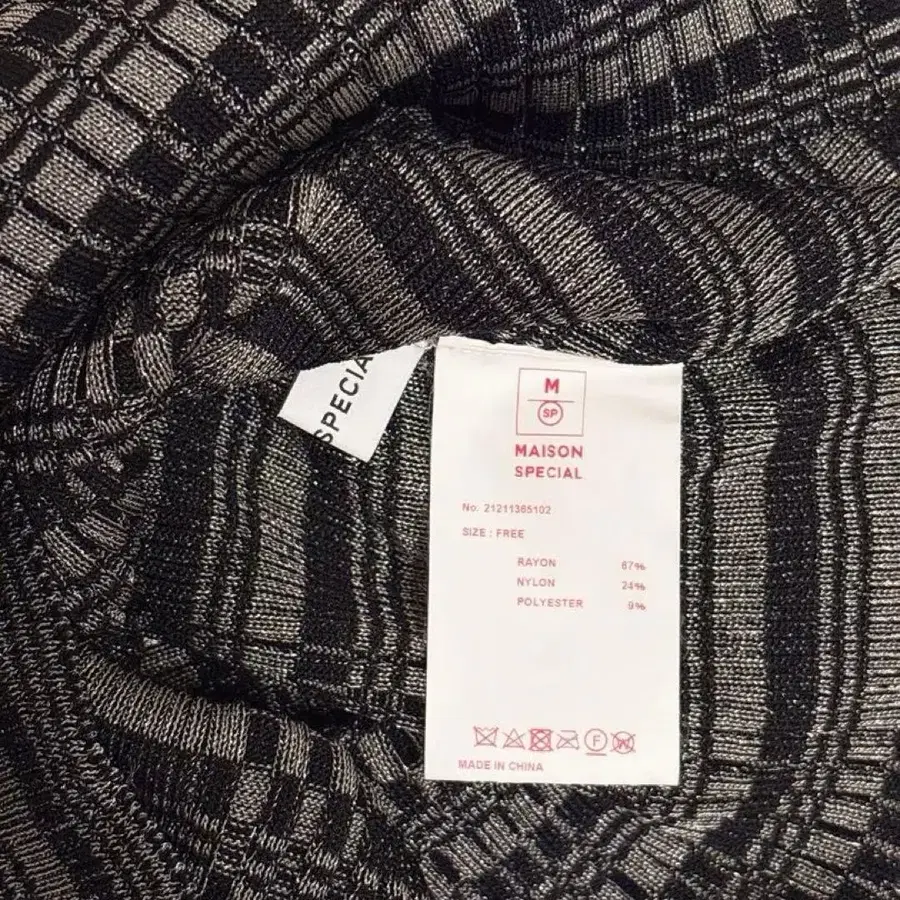 SPECIA
M
SP
MAISON
SPECIAL
No. 21211365102
SIZE : FREE
RAYON 67%
NYLON 24%
POLYESTER 9%
F
W
MADE IN CHINA